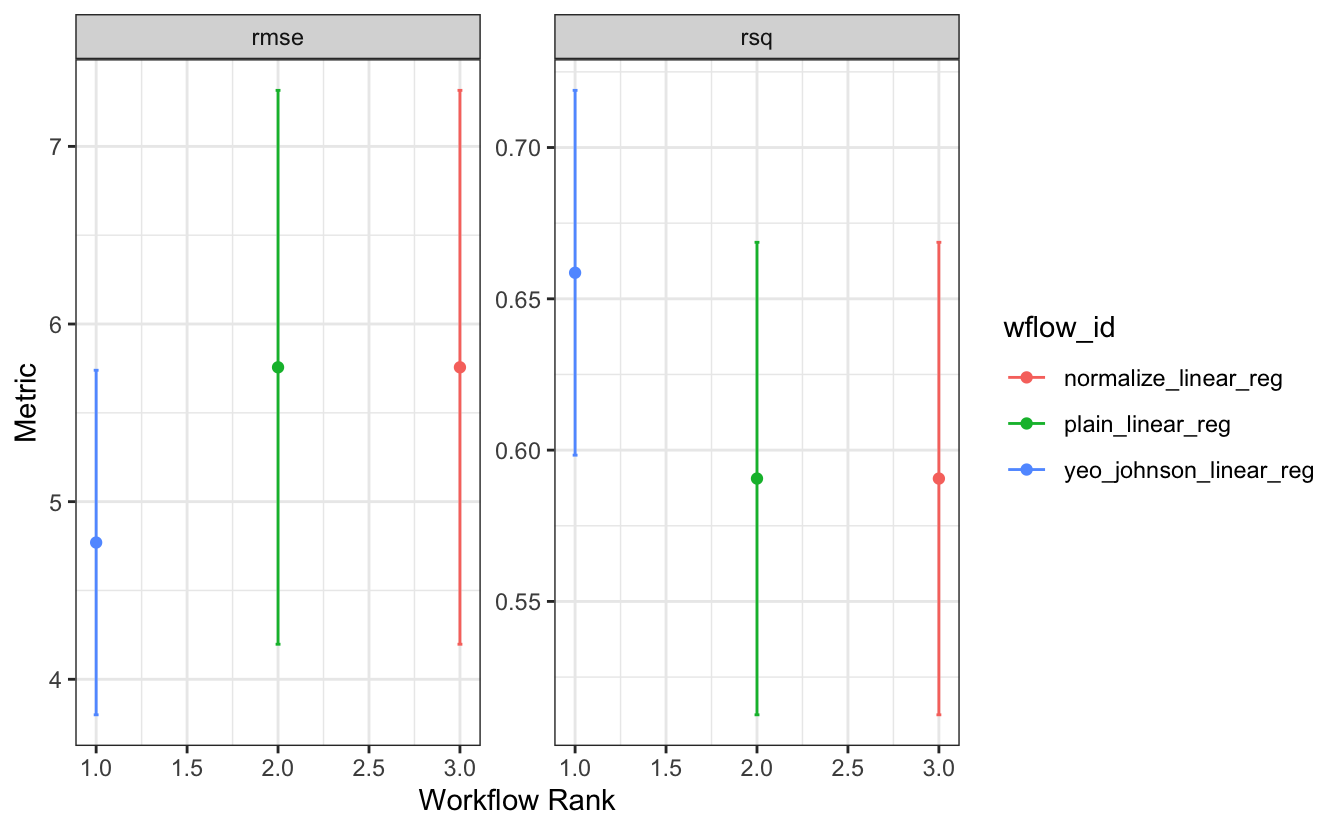 rmse
rsq
Metric
7
6
5
4
0.70
0.65
0.60
0.55
1.0 1.5 2.0 2.5 3.0
1.0 1.5 2.0 2.5 3.0
Workflow Rank
wflow_id
normalize_linear_reg
plain_linear_reg
yeo_johnson_linear_reg